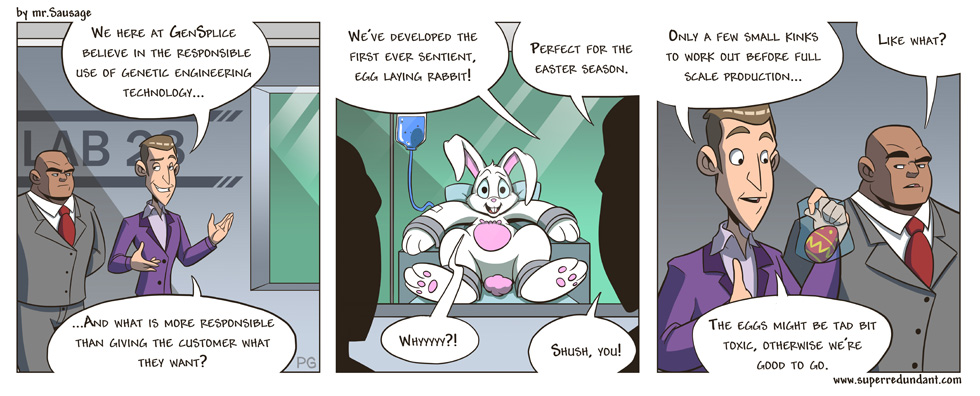 by mr.Sausage
We here at GenSplice
believe in the responsible
use of genetic engineering
technology...
LAB 23
...And what is more responsible
than giving the customer what
they want?
PG
We've developed the
first ever sentient,
egg laying rabbit!
Perfect for the
easter season.
Whyyyyy?!
Shush, you!
Only a few small kinks
to work out before full
scale production...
Like what?
The eggs might be tad bit
toxic, otherwise we're
good to go.
www.superredundant.com